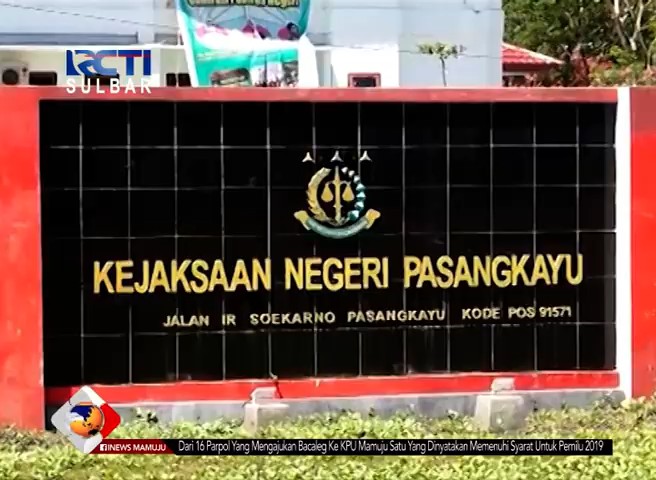 RCTI
SULBAR
KEJAKSAAN NEGERI PASANGKAYU
JALAN IR SOEKARNO PASANGKAYU KODE POS 91571
iNEWS MAMUJU
Dari 16 Parpol Yang Mengajukan Bacaleg Ke KPU Mamuju Satu Yang Dinyatakan Memenuhi Syarat Untuk Pemilu 2019